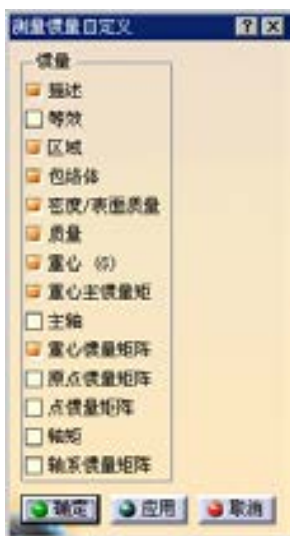 测量惯量自定义
惯量
描述
等效
区域
包络体
密度/表面质量
质量
重心 (G)
重心主惯量矩
主轴
重心惯量矩阵
原点惯量矩阵
点惯量矩阵
轴矩
轴系惯量矩阵
确定 应用 取消